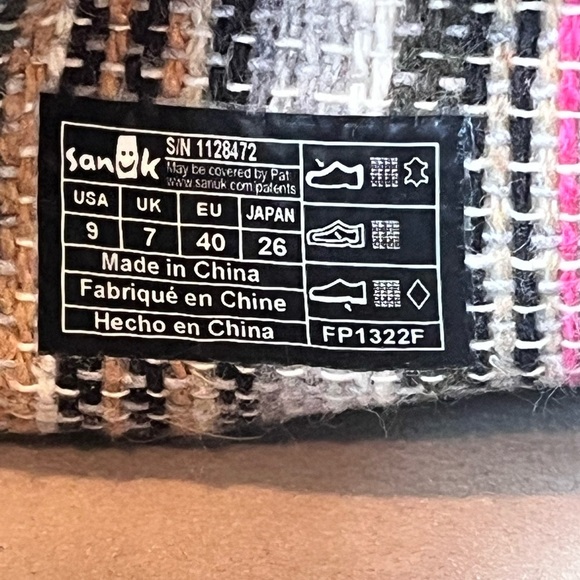 sanuk
S/N 1128472
May be covered by Pat
www.sanuk.com/patents
USA UK EU JAPAN
9 7 40 26
Made in China
Fabriqué en Chine
Hecho en China
FP1322F